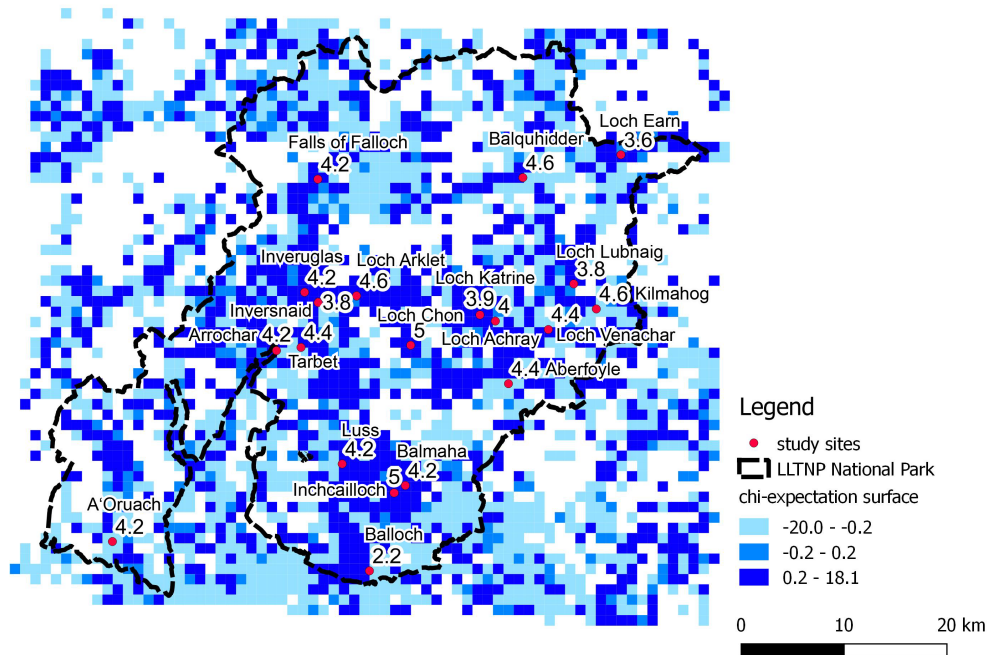 Loch Earn
3.6
Balquhidder
4.6
Falls of Falloch
4.2
Loch Lubnaig
3.8
Inveruglas
4.2
Loch Arklet
4.6
Loch Katrine
3.9
4
4.6 Kilmahog
Inversnaid
3.8
Loch Chon
5
Loch Achray
4.4
Loch Venachar
Arrochar 4.2
4.4
Tarbet
4.4 Aberfoyle
Luss
4.2
Balmaha
4.2
Inchcailloch
5
A'Oruach
4.2
Balloch
2.2
Legend
study sites
LLTNP National Park
chi-expectation surface
-20.0 - -0.2
-0.2 - 0.2
0.2 - 18.1
0 10 20 km